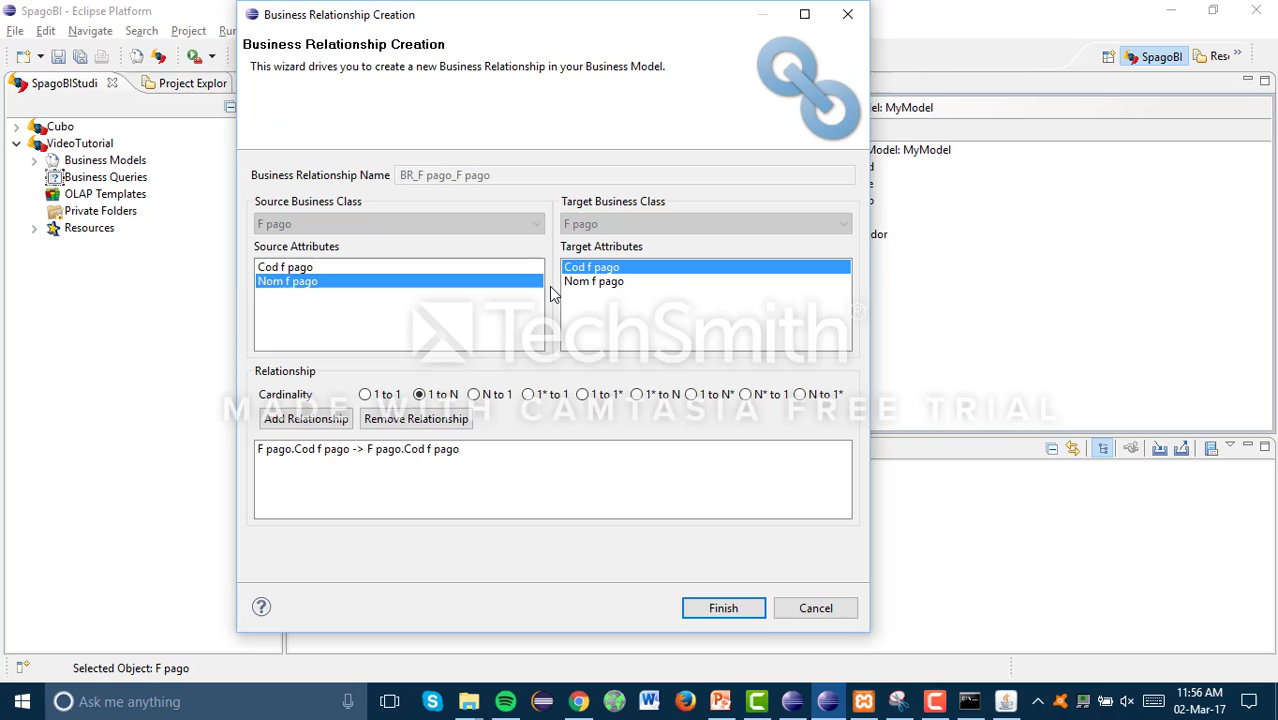 SpagoBI - Eclipse Platform
Business Relationship Creation
File Edit Navigate Search Project Ru
Business Relationship Creation
This wizard drives you to create a new Business Relationship in your Business Model.
SpagoBI
Res
SpagoBIStudi
Project Explor
del: MyModel
Cubo
VideoTutorial
Business Models
Business Queries
OLAP Templates
Private Folders
Resources
Model: MyModel
dor
Business Relationship Name BR_F pago_F pago
Source Business Class
Target Business Class
F pago
F pago
Source Attributes
Target Attributes
Cod f pago
Cod f pago
Nom f pago
Nom f pago
TechSmith®
MADE WITH CAMTASIA FREE TRIAL
Relationship
Cardinality 1 to 1 1 to N N to 1 1* to 1 1 to 1* 1* to N 1 to N* N* to 1 N to 1*
Add Relationship Remove Relationship
F pago.Cod f pago -> F pago.Cod f pago
Finish Cancel
Selected Object: F pago
Ask me anything
11:56 AM
02-Mar-17